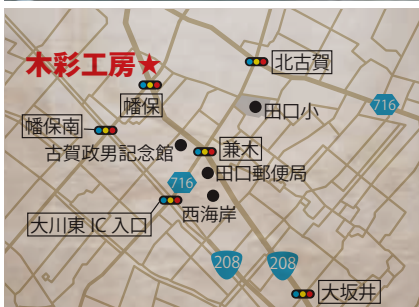 木彩工房★
北古賀
幡保
716
田口小
幡保南
古賀政男記念館
兼木
田口郵便局
716
西海岸
大川東IC入口
208
208
大坂井